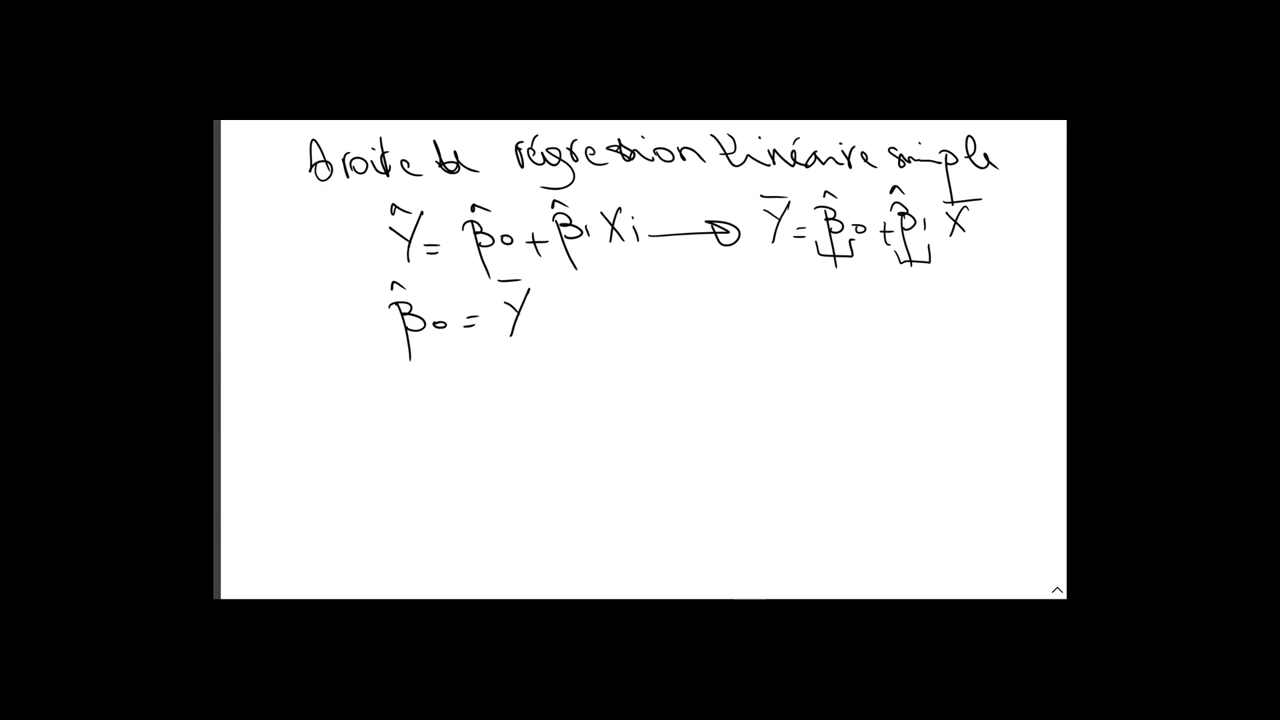 Droite de régression linéaire simple
Ŷ = β̂0 + β̂1 Xi → Ȳ = β̂0 + β̂1 X̄
β̂0 = Ȳ